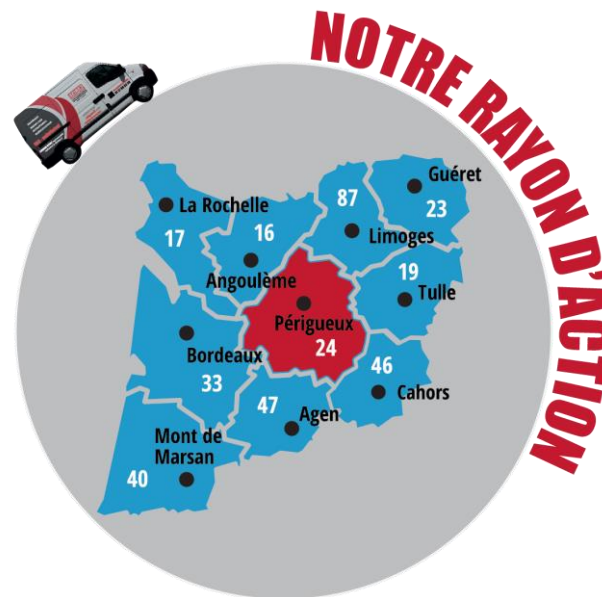 NOTRE RAYON D'ACTION
Guéret
23
87
Limoges
La Rochelle
17
16
Angoulème
19
Tulle
Périgueux
24
Bordeaux
33
46
Cahors
47
Agen
Mont de
Marsan
40